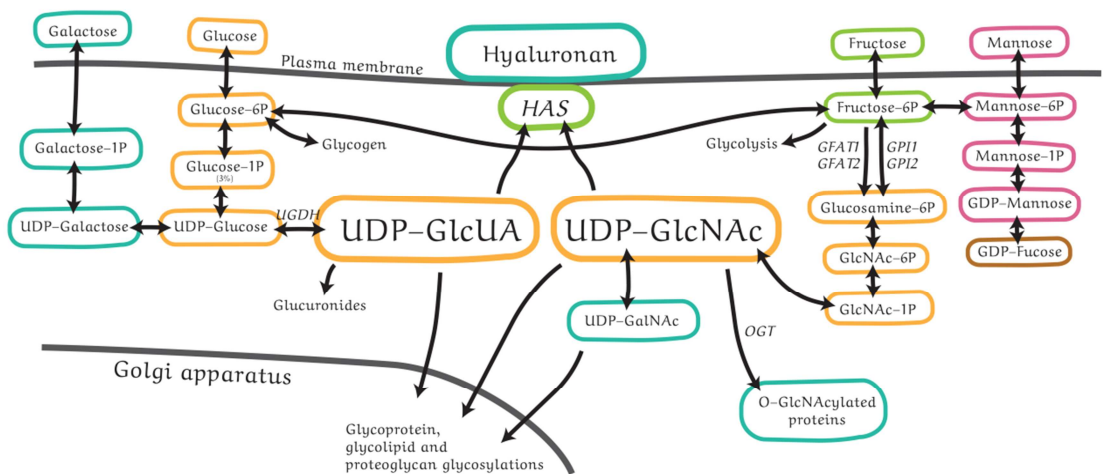 Galactose
Glucose
Hyaluronan
Fructose
Mannose
Plasma membrane
Glucose–6P
HAS
Fructose–6P
Mannose–6P
Galactose–1P
Glycogen
Glycolysis
GFAT1
GFAT2
GPI1
GPI2
Glucose–1P
(3%)
Mannose–1P
UDP–Galactose
UDP–Glucose
UGDH
UDP–GlcUA
UDP–GlcNAc
Glucosamine–6P
GDP–Mannose
GlcNAc–6P
GDP–Fucose
Glucuronides
UDP–GalNAc
GlcNAc–1P
OGT
Golgi apparatus
O–GlcNAcylated
proteins
Glycoprotein,
glycolipid and
proteoglycan glycosylations